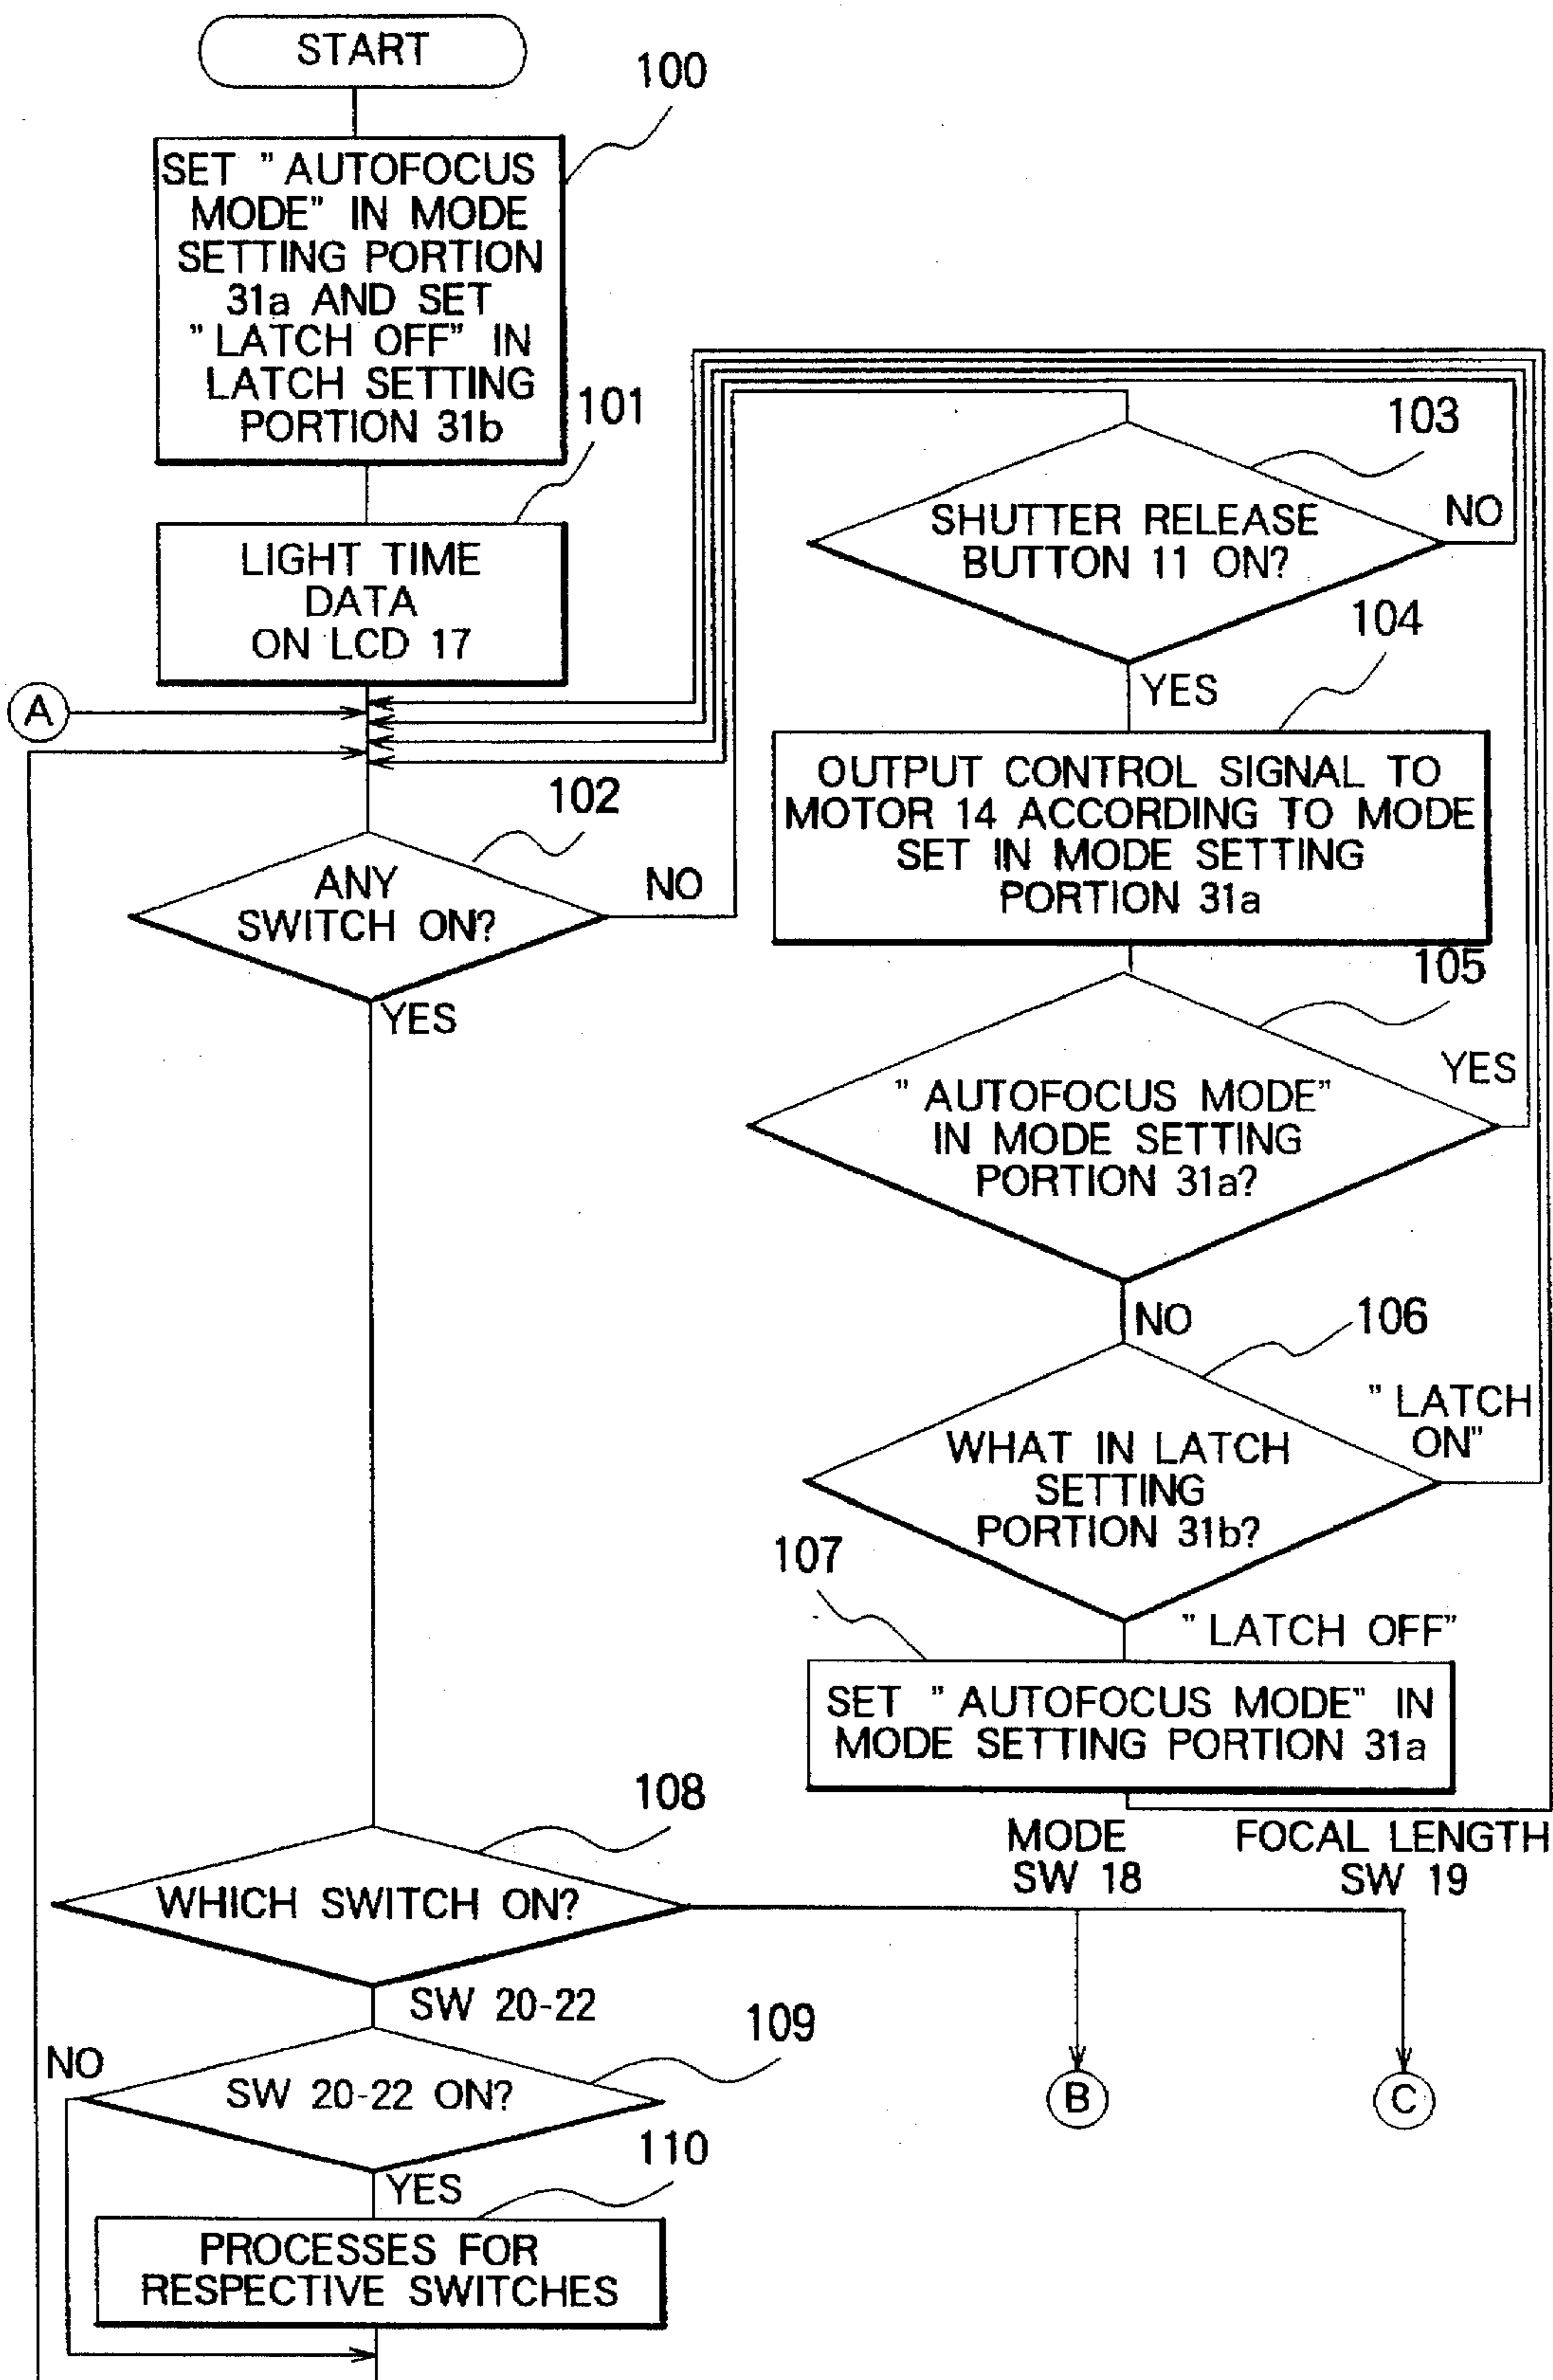 START
100
SET " AUTOFOCUS
MODE" IN MODE
SETTING PORTION
31a AND SET
" LATCH OFF" IN
LATCH SETTING
PORTION 31b
101
LIGHT TIME
DATA
ON LCD 17
A
102
ANY
SWITCH ON?
NO
YES
103
SHUTTER RELEASE
BUTTON 11 ON?
NO
YES
104
OUTPUT CONTROL SIGNAL TO
MOTOR 14 ACCORDING TO MODE
SET IN MODE SETTING
PORTION 31a
105
" AUTOFOCUS MODE"
IN MODE SETTING
PORTION 31a?
YES
NO
106
WHAT IN LATCH
SETTING
PORTION 31b?
" LATCH
ON"
" LATCH OFF"
107
SET " AUTOFOCUS MODE" IN
MODE SETTING PORTION 31a
108
WHICH SWITCH ON?
MODE
SW 18
FOCAL LENGTH
SW 19
B
C
SW 20-22
109
SW 20-22 ON?
NO
YES
110
PROCESSES FOR
RESPECTIVE SWITCHES